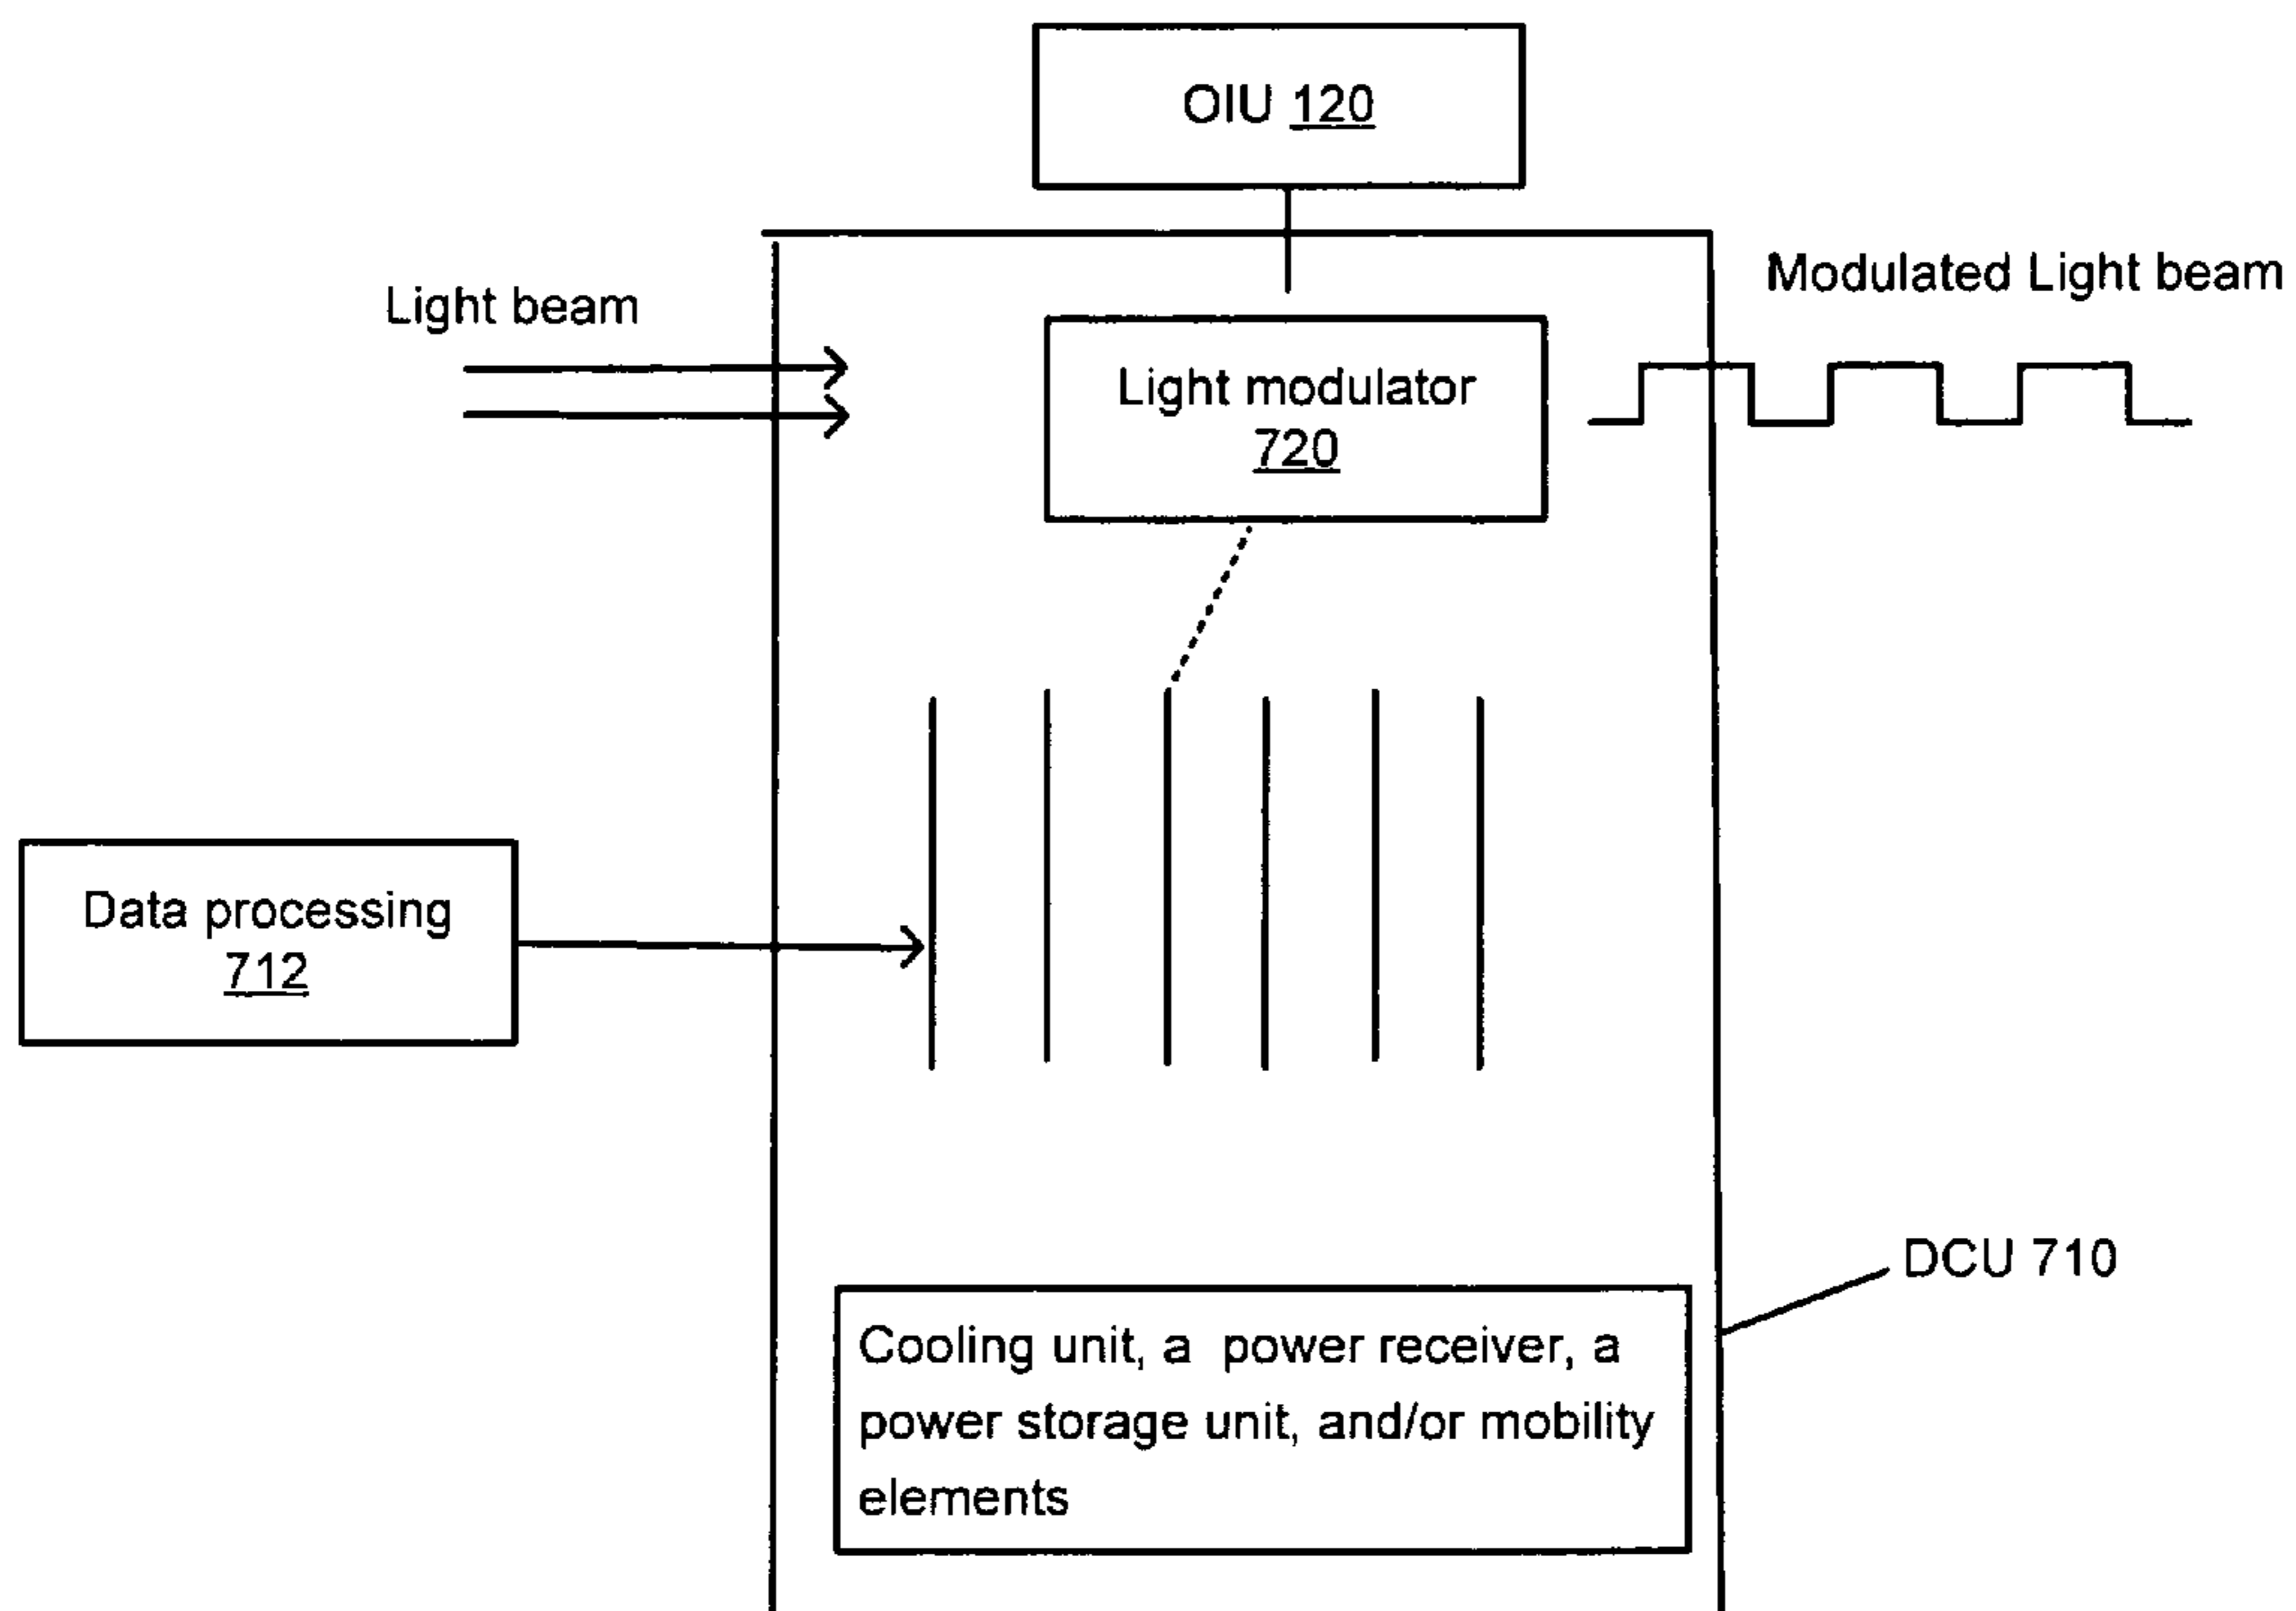 OIU 120
Light beam
Modulated Light beam
Light modulator
720
Data processing
712
DCU 710
Cooling unit, a power receiver, a
power storage unit, and/or mobility
elements